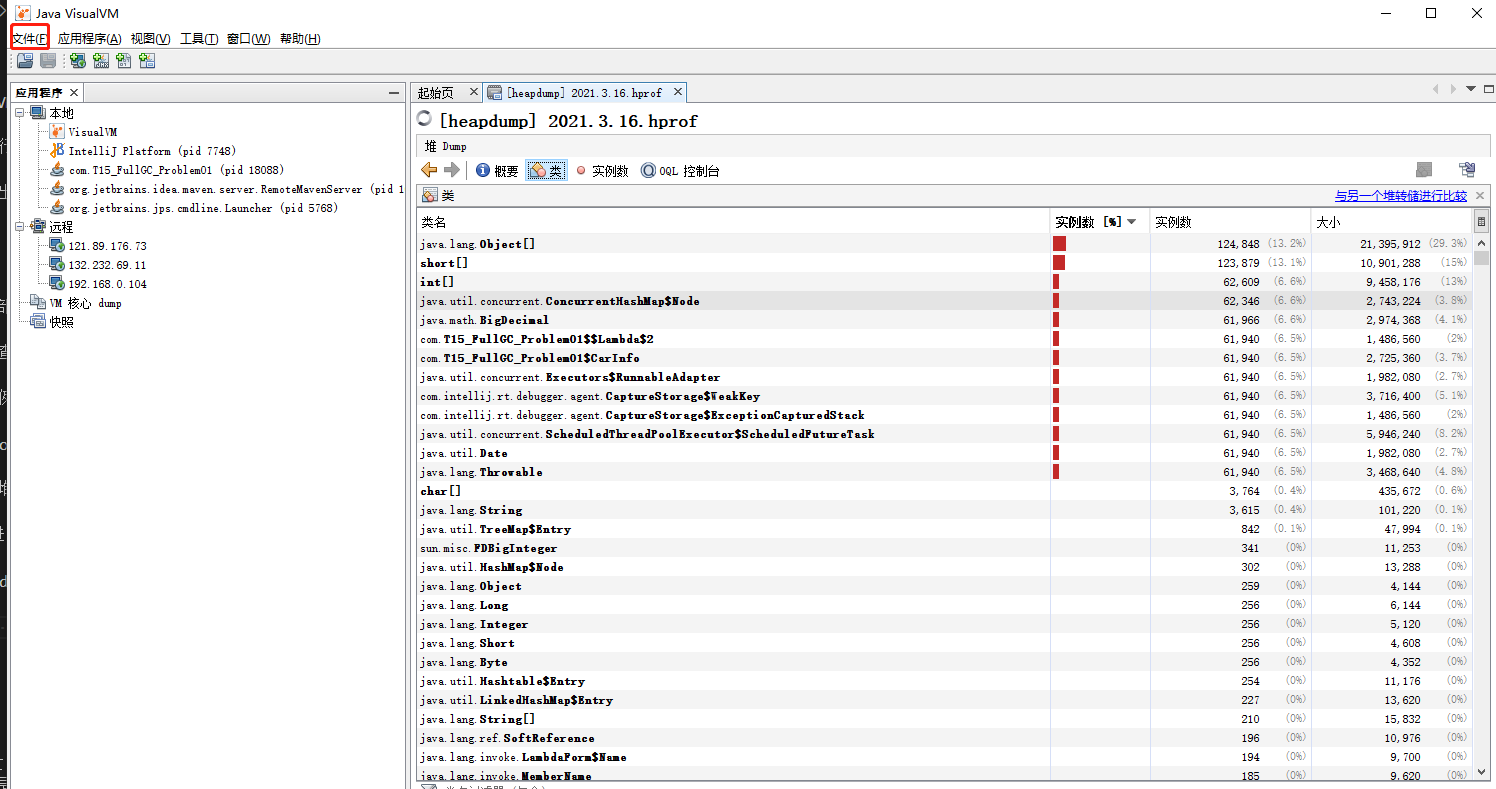 Java VisualVM
文件(F) 应用程序(A) 视图(V) 工具(T) 窗口(W) 帮助(H)
应用程序
本地
VisualVM
IntelliJ Platform (pid 7748)
com.T15_FullGC_Problem01 (pid 18088)
org.jetbrains.idea.maven.server.RemoteMavenServer (pid 1
org.jetbrains.jps.cmdline.Launcher (pid 5768)
远程
121.89.176.73
132.232.69.11
192.168.0.104
VM 核心 dump
快照
起始页 [heapdump] 2021.3.16.hprof
[heapdump] 2021.3.16.hprof
堆 Dump
概要 类 实例数 OQL 控制台
类 与另一个堆转储进行比较
类名 实例数 [%] 实例数 大小
java.lang.Object[] 124,848 (13.2%) 21,395,912 (29.3%)
short[] 123,879 (13.1%) 10,901,288 (15%)
int[] 62,609 (6.6%) 9,458,176 (13%)
java.util.concurrent.ConcurrentHashMap$Node 62,346 (6.6%) 2,743,224 (3.8%)
java.math.BigDecimal 61,966 (6.6%) 2,974,368 (4.1%)
com.T15_FullGC_Problem01$$Lambda$2 61,940 (6.5%) 1,486,560 (2%)
com.T15_FullGC_Problem01$CarInfo 61,940 (6.5%) 2,725,360 (3.7%)
java.util.concurrent.Executors$RunnableAdapter 61,940 (6.5%) 1,982,080 (2.7%)
com.intellij.rt.debugger.agent.CaptureStorage$WeakKey 61,940 (6.5%) 3,716,400 (5.1%)
com.intellij.rt.debugger.agent.CaptureStorage$ExceptionCapturedStack 61,940 (6.5%) 1,486,560 (2%)
java.util.concurrent.ScheduledThreadPoolExecutor$ScheduledFutureTask 61,940 (6.5%) 5,946,240 (8.2%)
java.util.Date 61,940 (6.5%) 1,982,080 (2.7%)
java.lang.Throwable 61,940 (6.5%) 3,468,640 (4.8%)
char[] 3,764 (0.4%) 435,672 (0.6%)
java.lang.String 3,615 (0.4%) 101,220 (0.1%)
java.util.TreeMap$Entry 842 (0.1%) 47,994 (0.1%)
sun.misc.FDBigInteger 341 (0%) 11,253 (0%)
java.util.HashMap$Node 302 (0%) 13,288 (0%)
java.lang.Object 259 (0%) 4,144 (0%)
java.lang.Long 256 (0%) 6,144 (0%)
java.lang.Integer 256 (0%) 5,120 (0%)
java.lang.Short 256 (0%) 4,608 (0%)
java.lang.Byte 256 (0%) 4,352 (0%)
java.util.Hashtable$Entry 254 (0%) 11,176 (0%)
java.util.LinkedHashMap$Entry 227 (0%) 13,620 (0%)
java.lang.String[] 210 (0%) 15,832 (0%)
java.lang.ref.SoftReference 196 (0%) 10,976 (0%)
java.lang.invoke.LambdaForm$Name 194 (0%) 9,700 (0%)
java.lang.invoke.MemberName 185 (0%) 9,620 (0%)